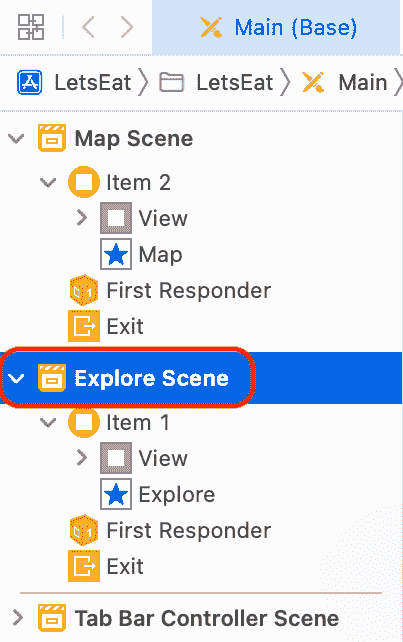 Main (Base)
LetsEat LetsEat Main
Map Scene
Item 2
View
Map
First Responder
Exit
Explore Scene
Item 1
View
Explore
First Responder
Exit
Tab Bar Controller Scene